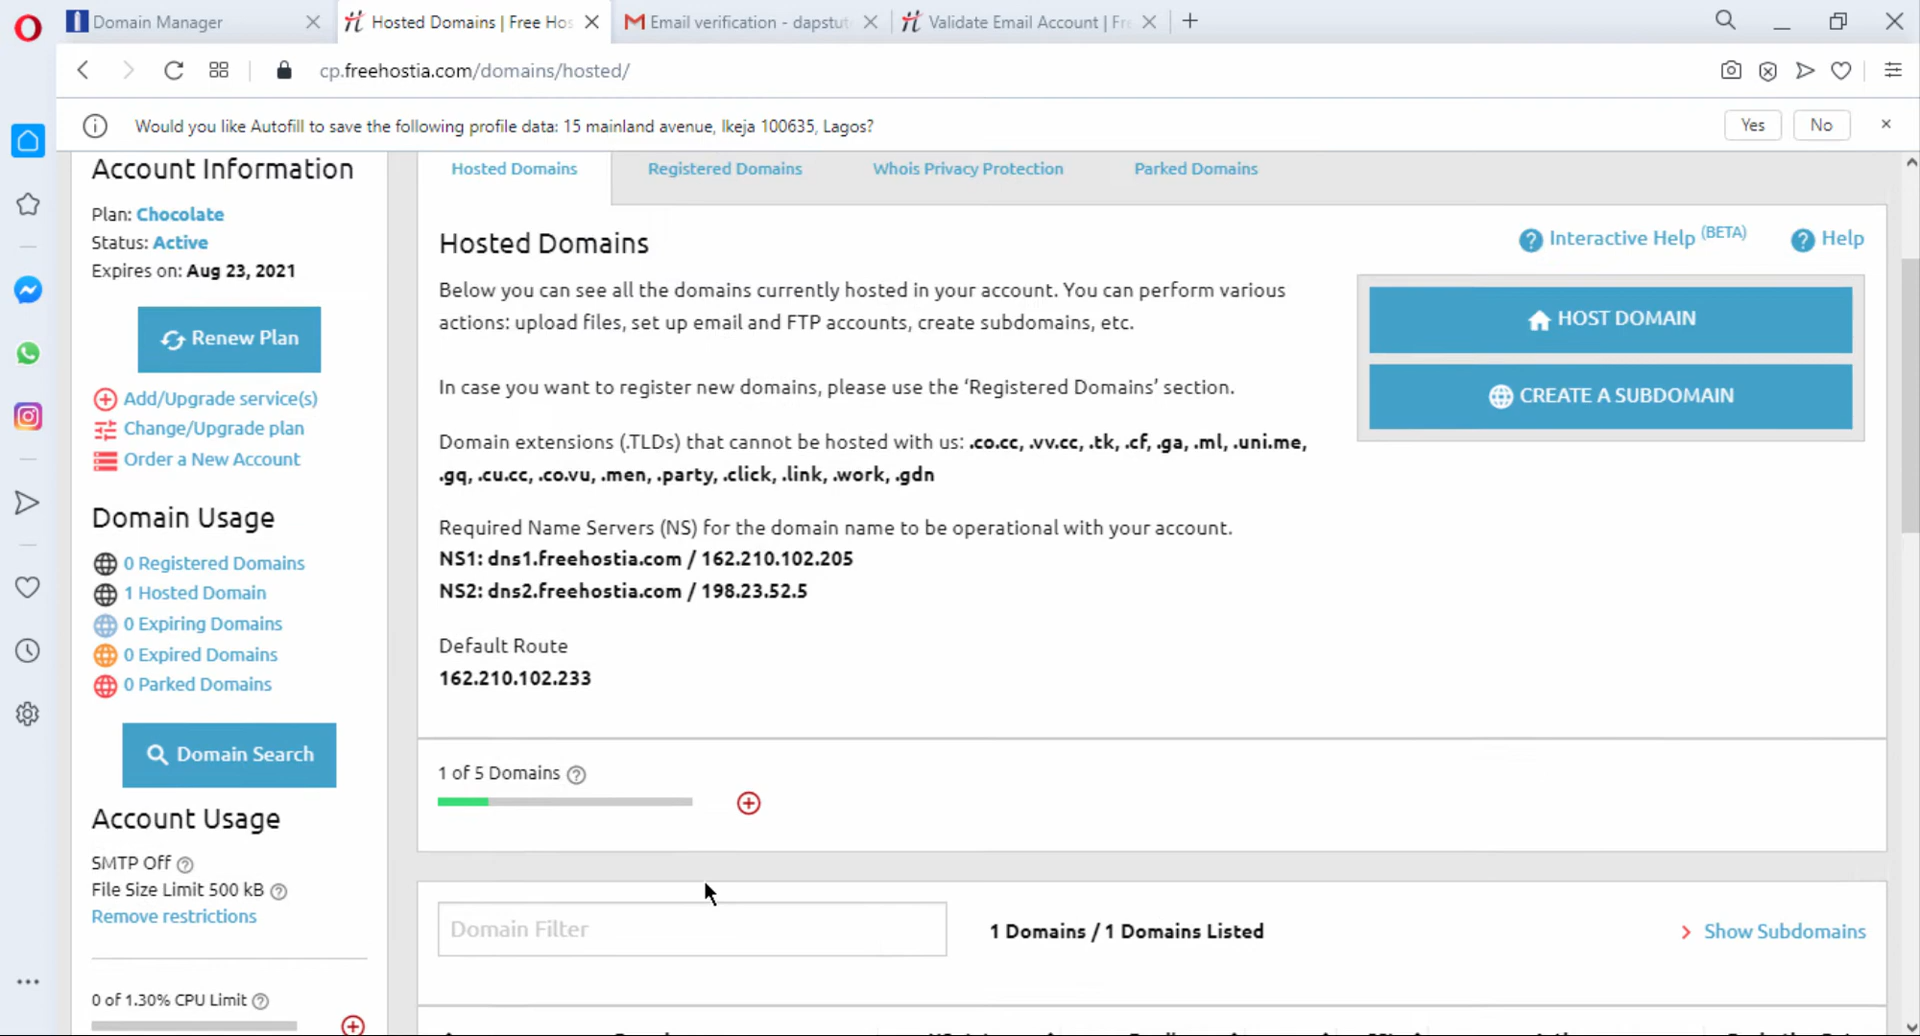 Domain Manager
Hosted Domains | Free Hos
Email verification - dapstut
Validate Email Account | Fr
cp.freehostia.com/domains/hosted/
Would you like Autofill to save the following profile data: 15 mainland avenue, Ikeja 100635, Lagos?
Yes
No
Account Information
Plan: Chocolate
Status: Active
Expires on: Aug 23, 2021
Renew Plan
Add/Upgrade service(s)
Change/Upgrade plan
Order a New Account
Domain Usage
0 Registered Domains
1 Hosted Domain
0 Expiring Domains
0 Expired Domains
0 Parked Domains
Domain Search
Account Usage
SMTP Off
File Size Limit 500 kB
Remove restrictions
0 of 1.30% CPU Limit
Hosted Domains
Registered Domains
Whois Privacy Protection
Parked Domains
Hosted Domains
Interactive Help (BETA)
Help
Below you can see all the domains currently hosted in your account. You can perform various
actions: upload files, set up email and FTP accounts, create subdomains, etc.
In case you want to register new domains, please use the 'Registered Domains' section.
Domain extensions (.TLDs) that cannot be hosted with us: .co.cc, .vv.cc, .tk, .cf, .ga, .ml, .uni.me,
.gq, .cu.cc, .co.vu, .men, .party, .click, .link, .work, .gdn
Required Name Servers (NS) for the domain name to be operational with your account.
NS1: dns1.freehostia.com / 162.210.102.205
NS2: dns2.freehostia.com / 198.23.52.5
Default Route
162.210.102.233
HOST DOMAIN
CREATE A SUBDOMAIN
1 of 5 Domains
Domain Filter
1 Domains / 1 Domains Listed
Show Subdomains